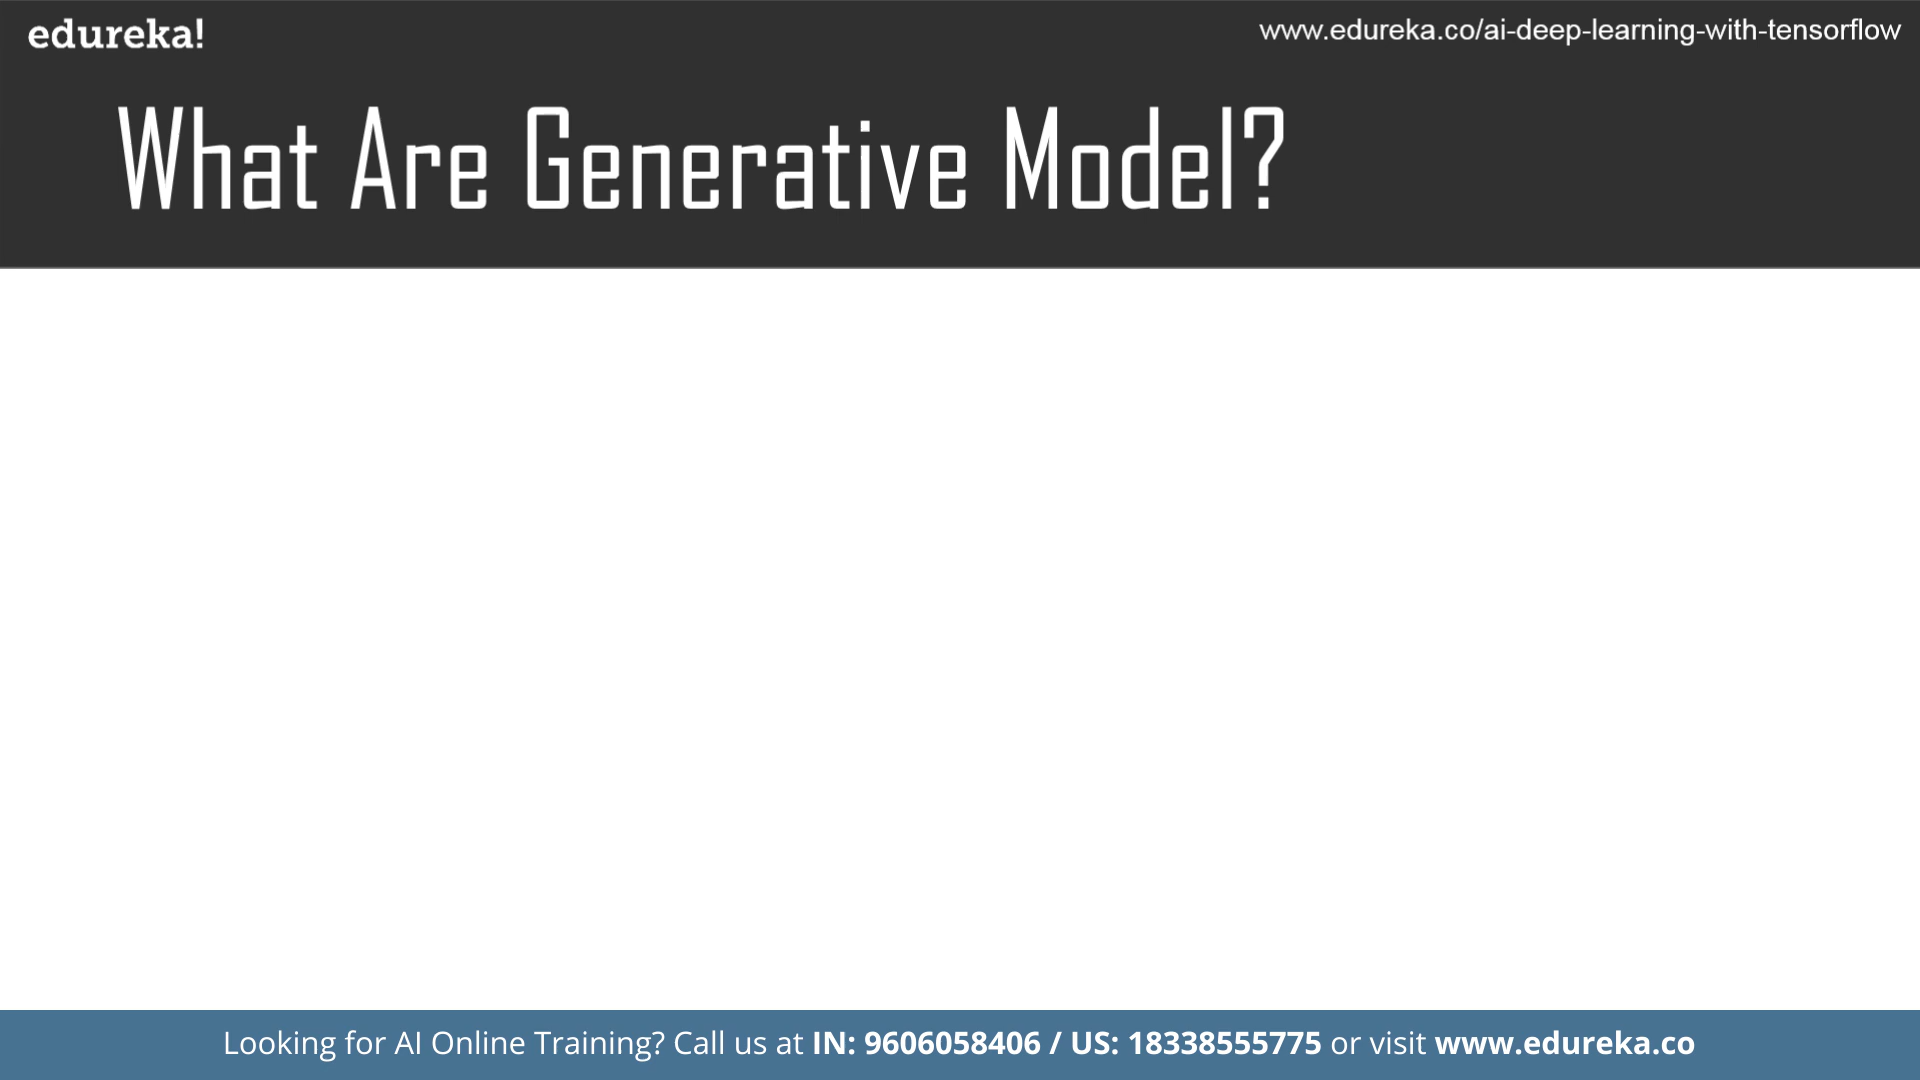 edureka!
www.edureka.co/ai-deep-learning-with-tensorflow
What Are Generative Model?
Looking for AI Online Training? Call us at IN: 9606058406 / US: 18338555775 or visit www.edureka.co